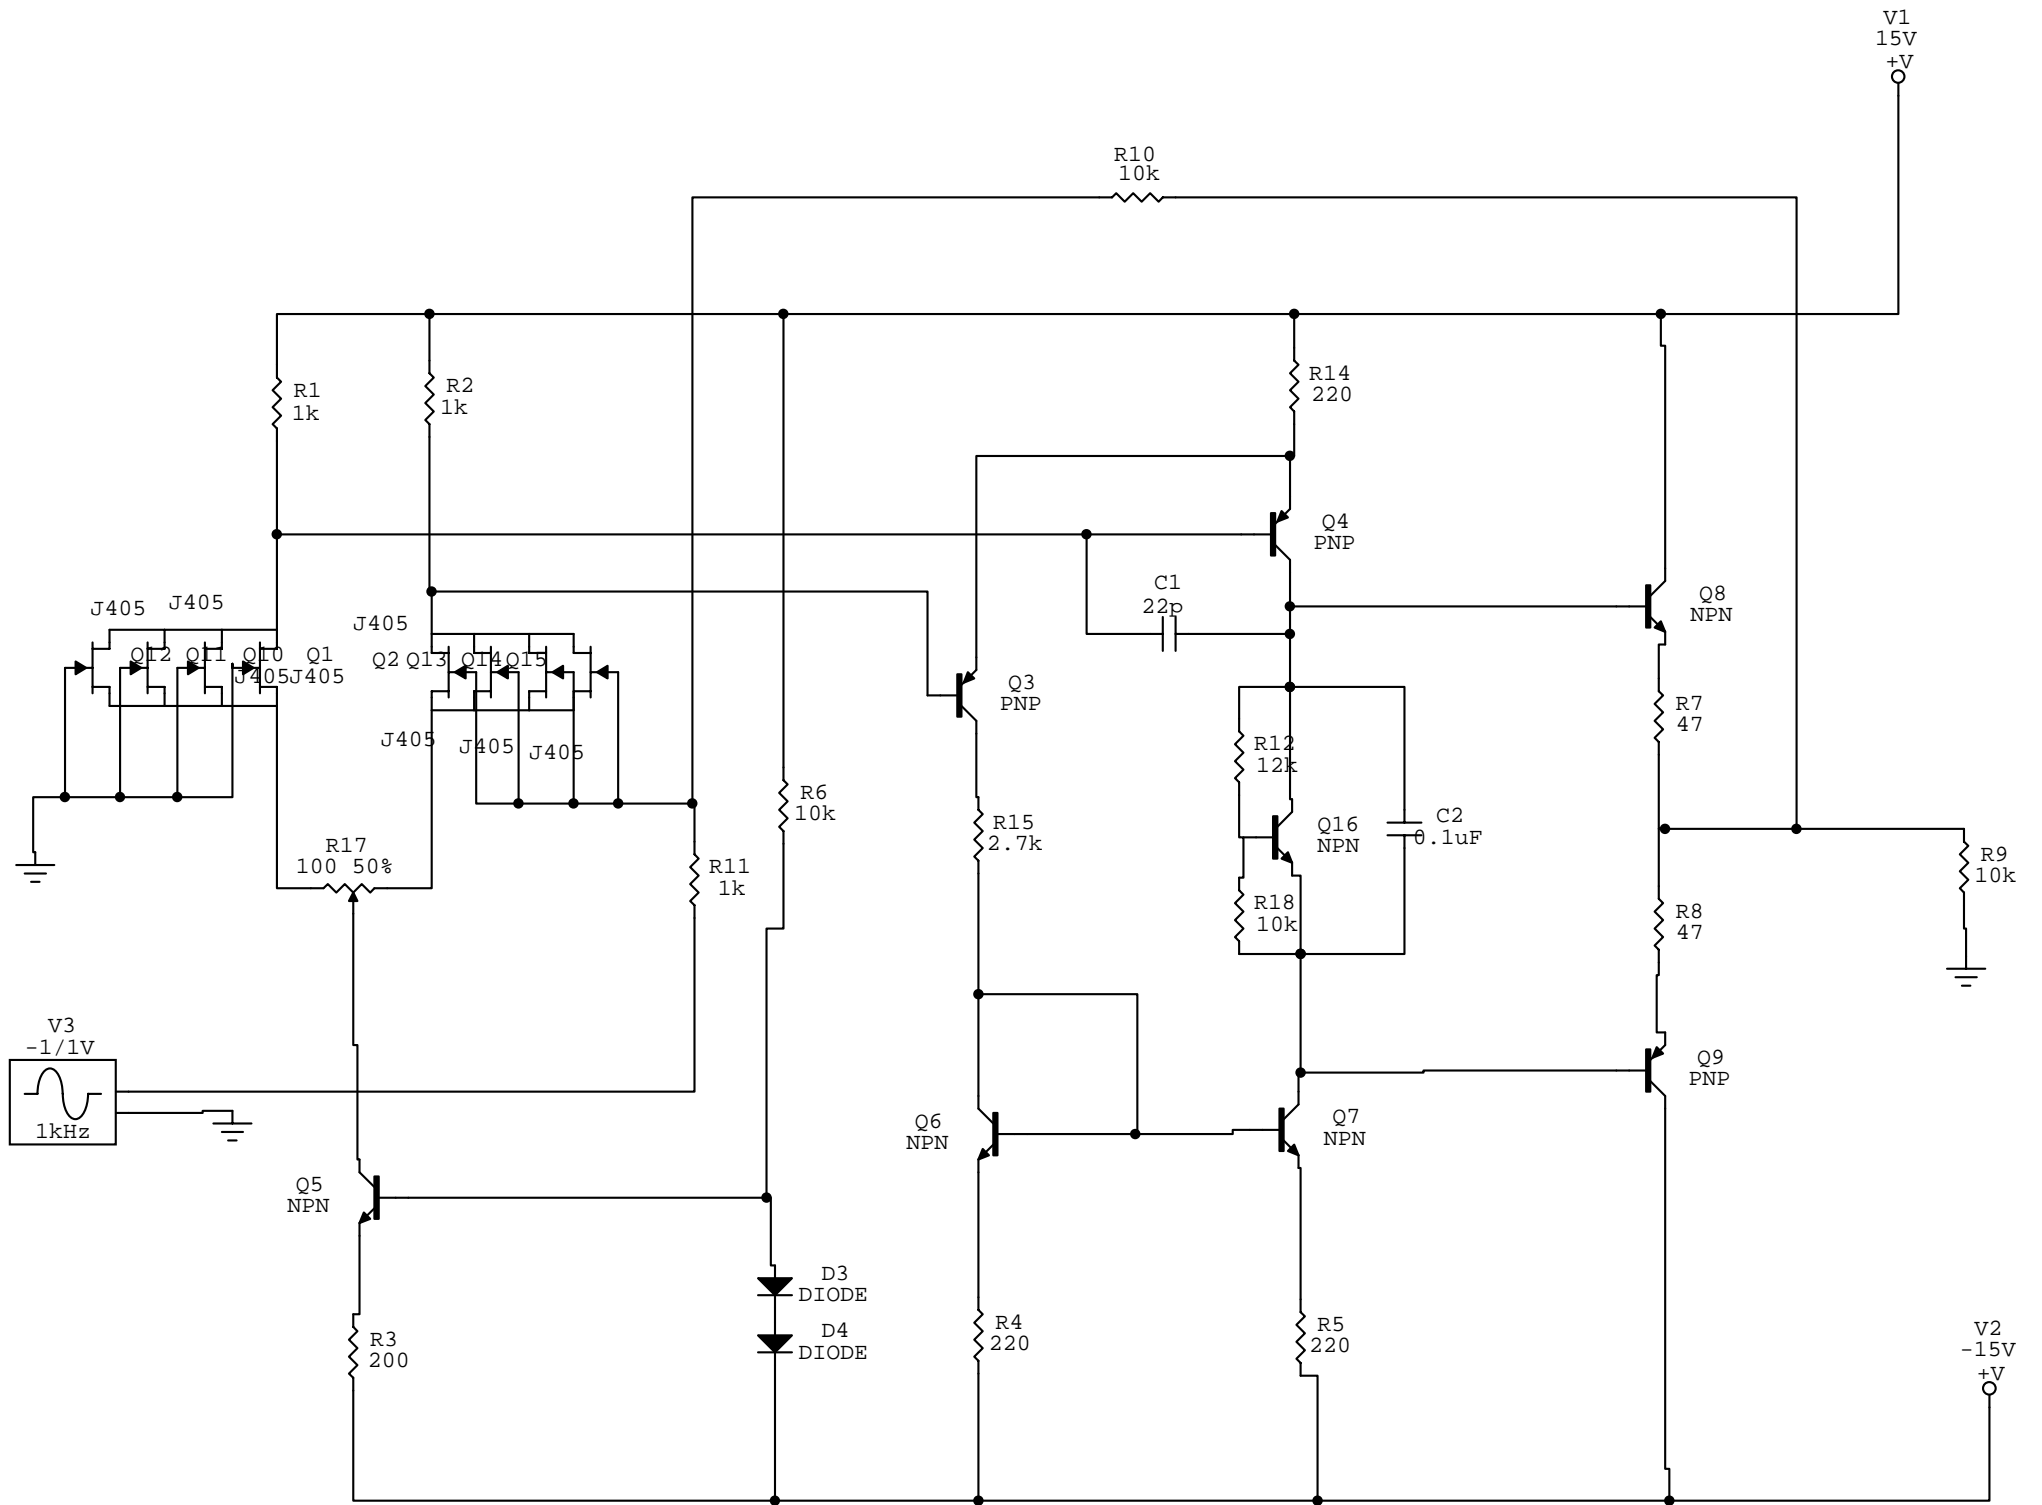 V1
15V
+V
R10
10k
R1
1k
R2
1k
R14
220
Q4
PNP
C1
22p
Q8
NPN
J405
J405
J405
Q12
Q11
Q10
Q1
J405
J405
Q2
Q13
Q14
Q15
Q3
PNP
R7
47
J405
J405
J405
R12
12k
R6
10k
R15
2.7k
Q16
NPN
C2
0.1uF
R17
100 50%
R11
1k
R9
10k
R18
10k
R8
47
V3
-1/1V
1kHz
Q9
PNP
Q6
NPN
Q7
NPN
Q5
NPN
D3
DIODE
D4
DIODE
R3
200
R4
220
R5
220
V2
-15V
+V